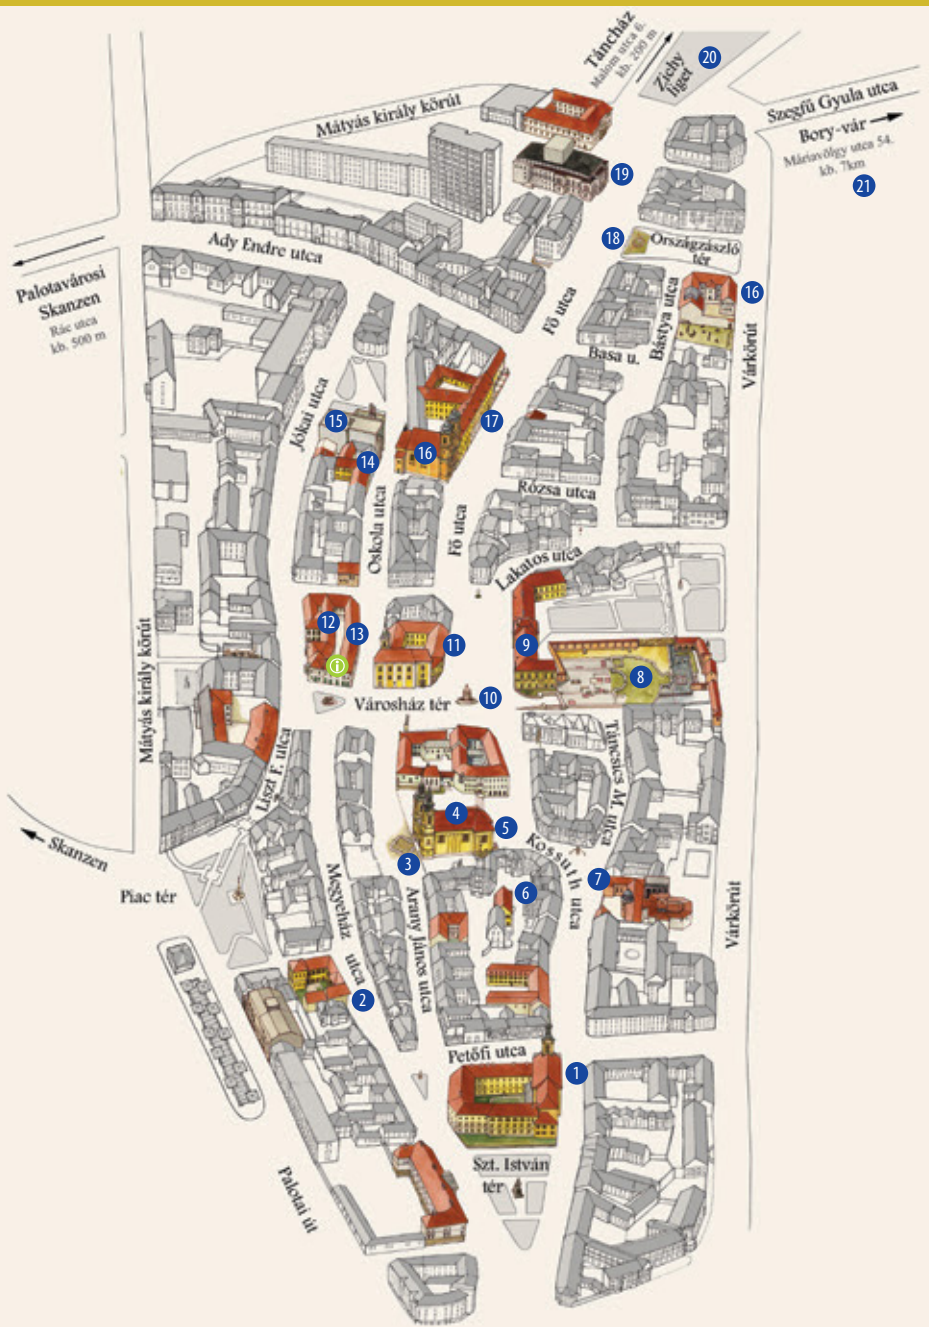 Táncház
Malom utca 6.
kb. 200 m
Zichy
liget
20
Szegfű Gyula utca
Bory-vár
Máriavölgy utca 54.
kb. 7km
21
Mátyás király körút
19
18
Országzászló
tér
Ady Endre utca
Palotavárosi
Skanzen
Rác utca
kb. 500 m
Fő utca
Bástya utca
16
Várkörút
Basa u.
Jókai utca
15
14
16
17
Oskola utca
Fő utca
Rózsa utca
Lakatos utca
12
13
11
9
8
i
10
Városház tér
Mátyás király körút
Liszt F. utca
Táncsics M. utca
4
5
3
Kossuth utca
Skanzen
Piac tér
Megyeház
utca
Arany János utca
6
7
Várkörút
2
Petőfi utca
1
Szt. István
tér
Palotai út